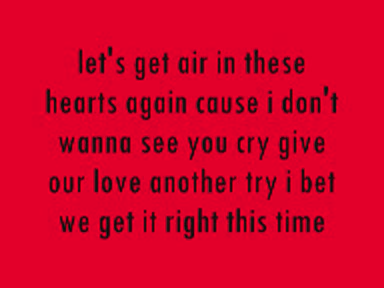 let's get air in these
hearts again cause i don't
wanna see you cry give
our love another try i bet
we get it right this time